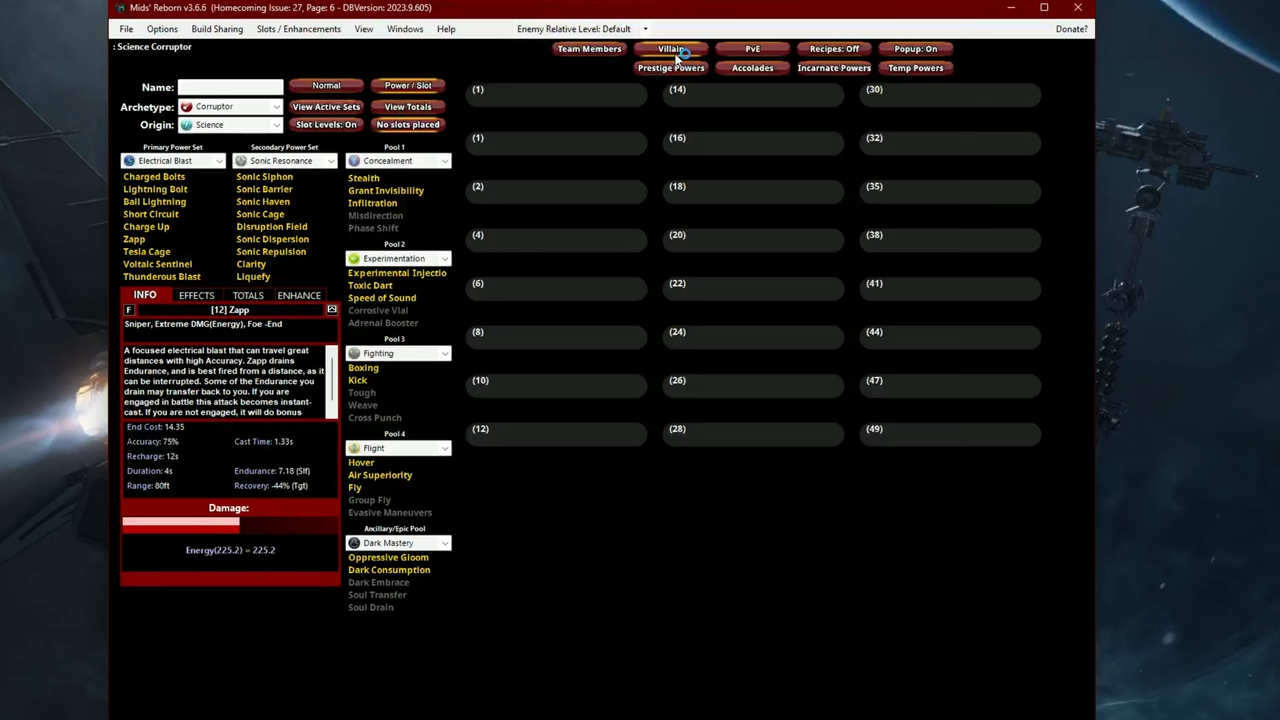 Mids' Reborn v3.6.6 (Homecoming Issue: 27, Page: 6 - DBVersion: 2023.9.605)
File Options Build Sharing Slots / Enhancements View Windows Help Enemy Relative Level: Default Donate?
: Science Corruptor
Team Members Villain PvE Recipes: Off Popup: On
Prestige Powers Accolades Incarnate Powers Temp Powers
Name: Normal Power / Slot
Archetype: Corruptor View Active Sets View Totals
Origin: Science Slot Levels: On No slots placed
Primary Power Set Secondary Power Set Pool 1
Electrical Blast Sonic Resonance Concealment
Charged Bolts
Lightning Bolt
Ball Lightning
Short Circuit
Charge Up
Zapp
Tesla Cage
Voltaic Sentinel
Thunderous Blast
Sonic Siphon
Sonic Barrier
Sonic Haven
Sonic Cage
Disruption Field
Sonic Dispersion
Sonic Repulsion
Clarity
Liquefy
Stealth
Grant Invisibility
Infiltration
Misdirection
Phase Shift
Pool 2
Experimentation
Experimental Injectio
Toxic Dart
Speed of Sound
Corrosive Vial
Adrenal Booster
Pool 3
Fighting
Boxing
Kick
Tough
Weave
Cross Punch
Pool 4
Flight
Hover
Air Superiority
Fly
Group Fly
Evasive Maneuvers
Ancillary/Epic Pool
Dark Mastery
Oppressive Gloom
Dark Consumption
Dark Embrace
Soul Transfer
Soul Drain
INFO EFFECTS TOTALS ENHANCE
F [12] Zapp
Sniper, Extreme DMG(Energy), Foe -End
A focused electrical blast that can travel great
distances with high Accuracy. Zapp drains
Endurance, and is best fired from a distance, as it
can be interrupted. Some of the Endurance you
drain may transfer back to you. If you are
engaged in battle this attack becomes instant-
cast. If you are not engaged, it will do bonus
End Cost: 14.35
Accuracy: 75% Cast Time: 1.33s
Recharge: 12s
Duration: 4s Endurance: 7.18 (Slf)
Range: 80ft Recovery: -44% (Tgt)
Damage:
Energy(225.2) = 225.2
(1) (14) (30)
(1) (16) (32)
(2) (18) (35)
(4) (20) (38)
(6) (22) (41)
(8) (24) (44)
(10) (26) (47)
(12) (28) (49)